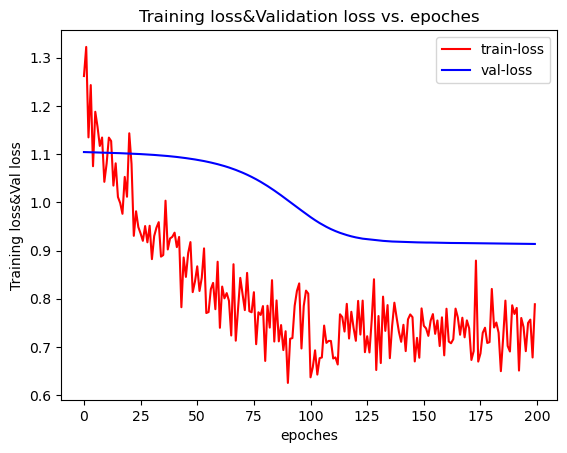 Training loss&Validation loss vs. epoches
train-loss
val-loss
Training loss&Val loss
1.3
1.2
1.1
1.0
0.9
0.8
0.7
0.6
0 25 50 75 100 125 150 175 200
epoches